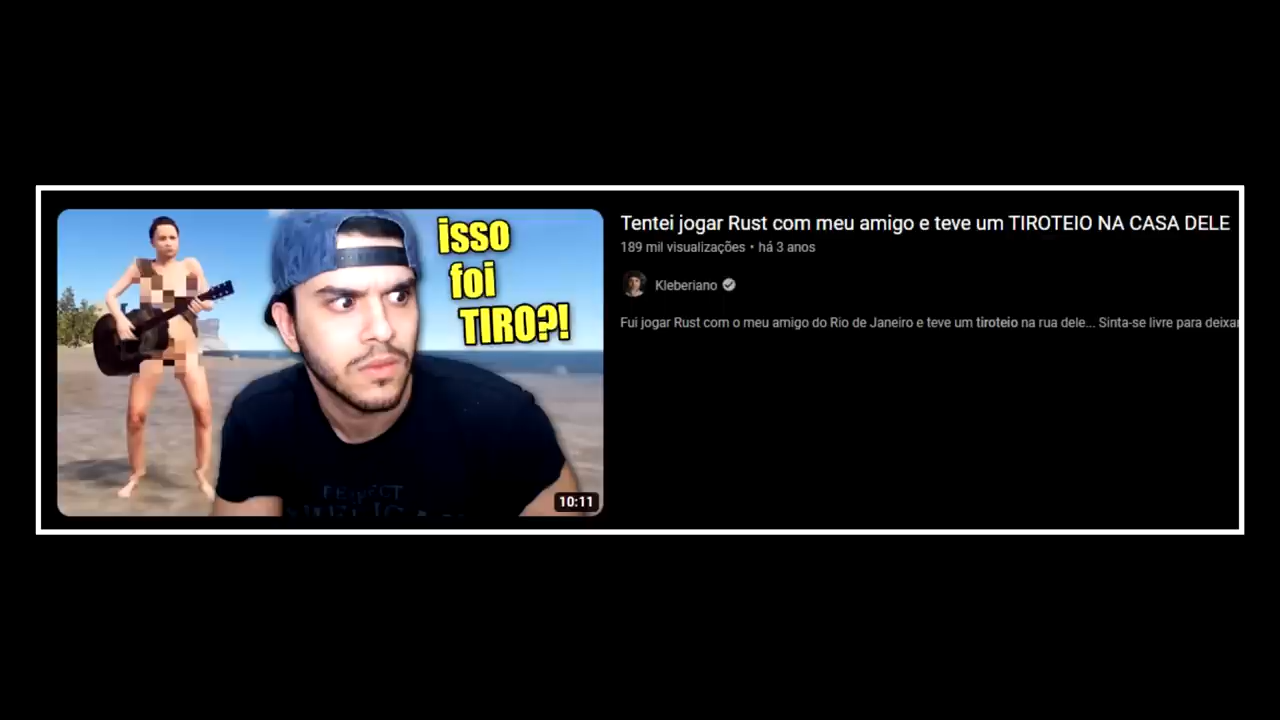 isso
foi
TIRO?!
10:11
Tentei jogar Rust com meu amigo e teve um TIROTEIO NA CASA DELE
189 mil visualizações • há 3 anos
Kleberiano
Fui jogar Rust com o meu amigo do Rio de Janeiro e teve um tiroteio na rua dele... Sinta-se livre para deixar